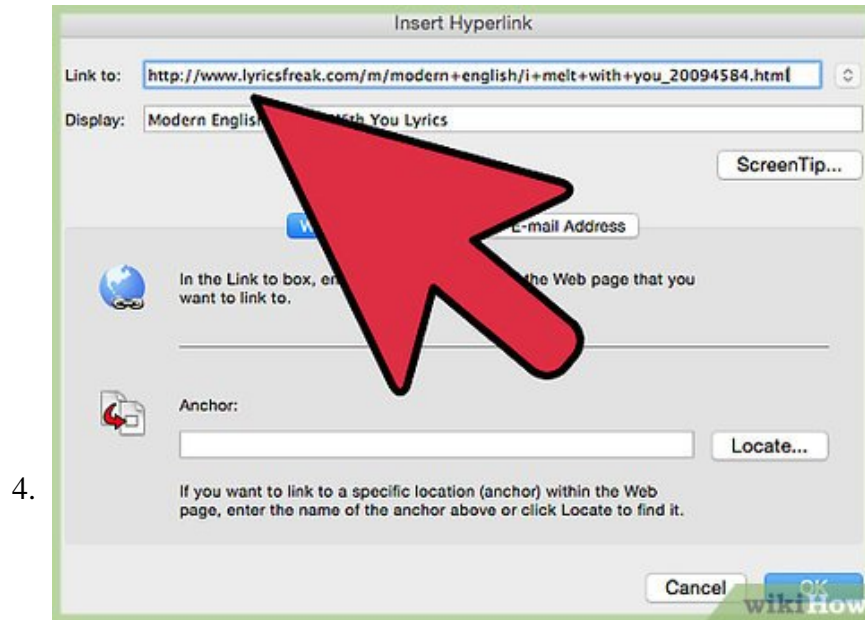 Insert Hyperlink
Link to: http://www.lyricsfreak.com/m/modern+english/i+melt+with+you_20094584.html
Display: Modern English With You Lyrics
ScreenTip...
E-mail Address
In the Link to box, the Web page that you
want to link to.
Anchor:
Locate...
4.
If you want to link to a specific location (anchor) within the Web
page, enter the name of the anchor above or click Locate to find it.
Cancel OK
wikiHow